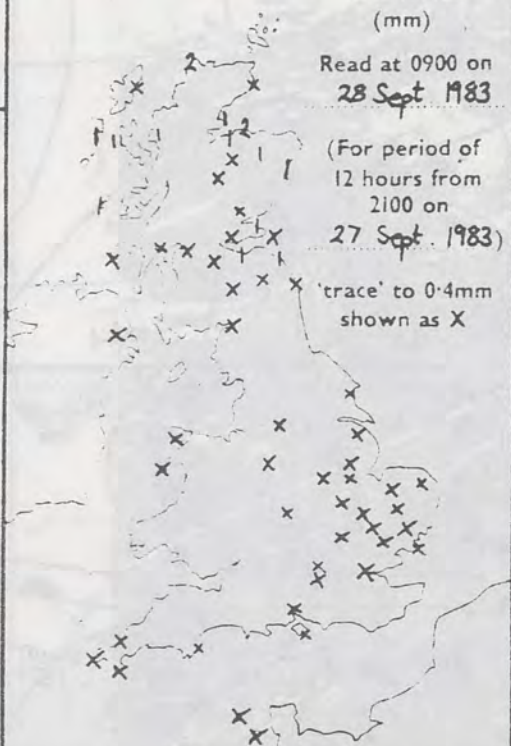 (mm)
Read at 0900 on
28 Sept 1983
(For period of
12 hours from
2100 on
27 Sept. 1983)
'trace' to 0·4mm
shown as X